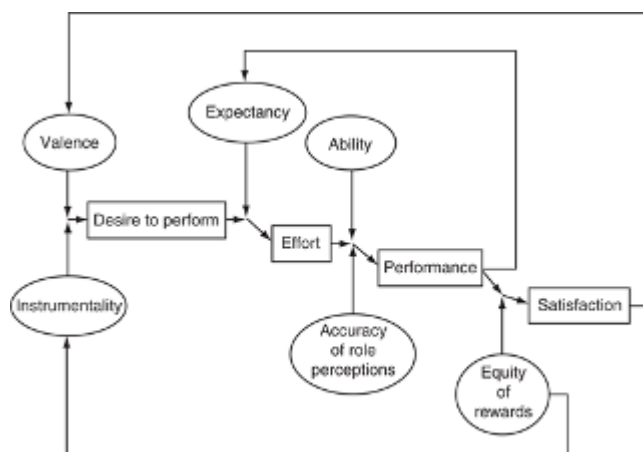 Expectancy
Valence
Ability
Desire to perform
Effort
Performance
Instrumentality
Satisfaction
Accuracy
of role
perceptions
Equity
of
rewards